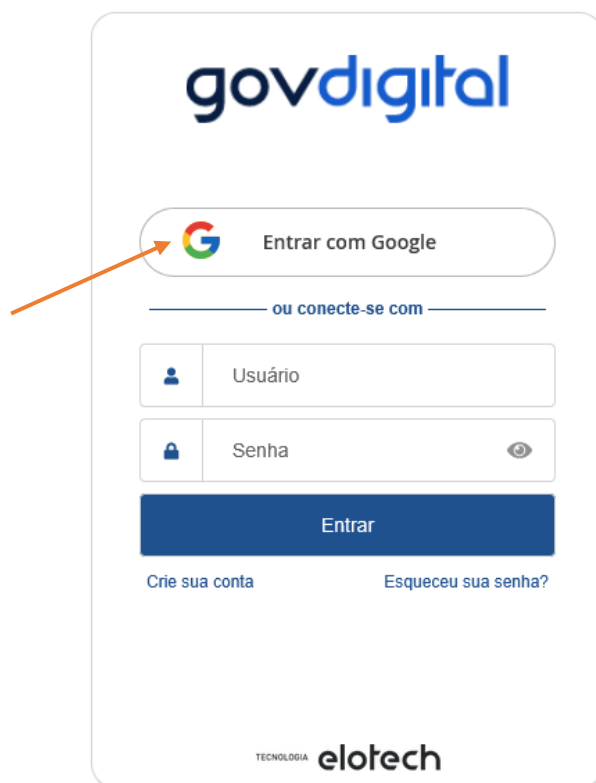 govdigital
Entrar com Google
ou conecte-se com
Usuário
Senha
Entrar
Crie sua conta Esqueceu sua senha?
TECNOLOGIA elotech